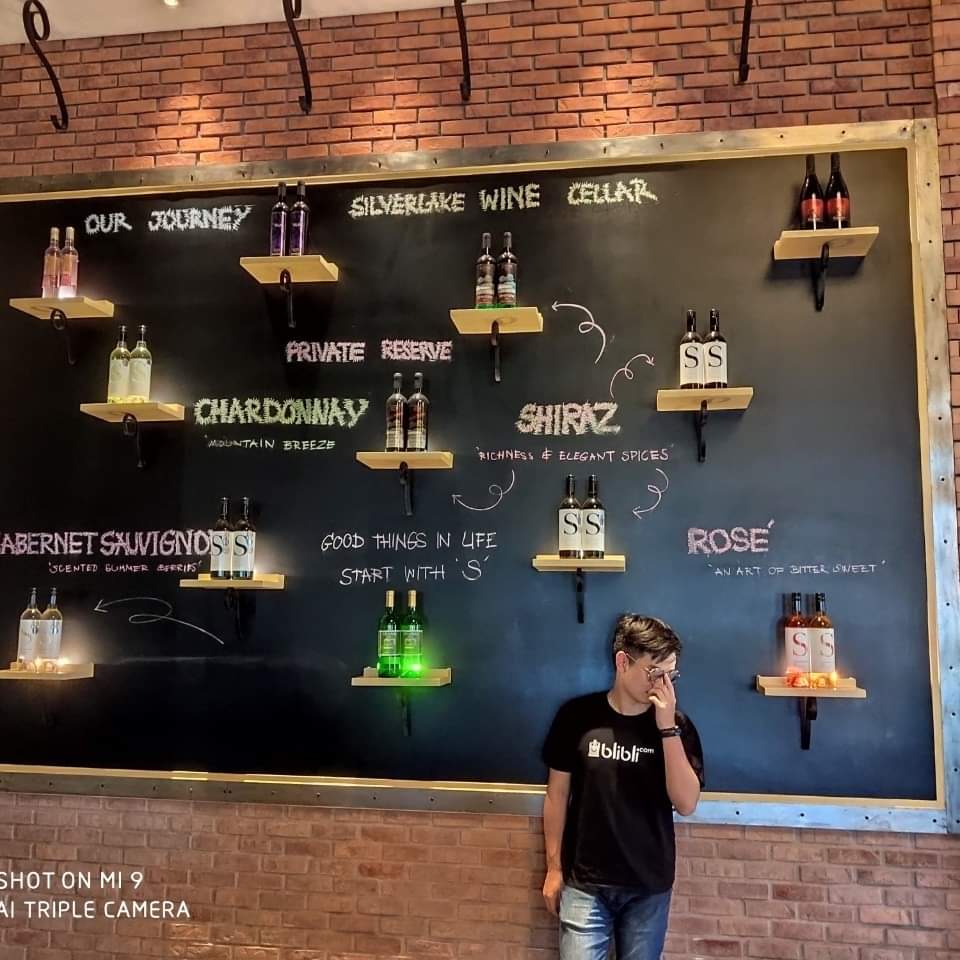 OUR JOURNEY
SILVERLAKE WINE CELLAR
PRIVATE RESERVE
CHARDONNAY
'MOUNTAIN BREEZE
SHIRAZ
'RICHNESS & ELEGANT SPICES'
S S
ABERNET SAUVIGNO
'SCENTED SUMMER BERRIES'
S S
GOOD THINGS IN LIFE
START WITH 'S'
S S
ROSÉ
"AN ART OF BITTER SWEET"
S S
blibli.com
SHOT ON MI 9
AI TRIPLE CAMERA